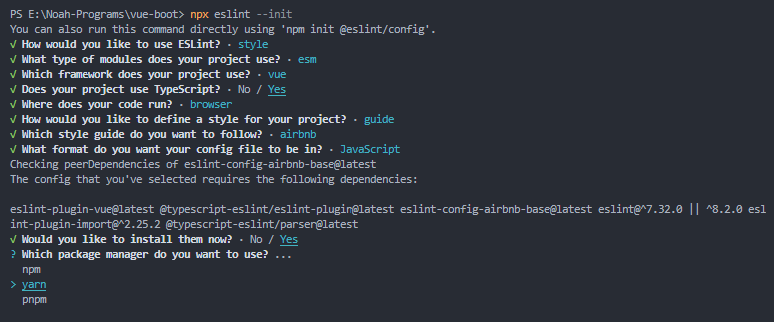 PS E:\Noah-Programs\vue-boot> npx eslint --init
You can also run this command directly using 'npm init @eslint/config'.
√ How would you like to use ESLint? · style
√ What type of modules does your project use? · esm
√ Which framework does your project use? · vue
√ Does your project use TypeScript? · No / Yes
√ Where does your code run? · browser
√ How would you like to define a style for your project? · guide
√ Which style guide do you want to follow? · airbnb
√ What format do you want your config file to be in? · JavaScript
Checking peerDependencies of eslint-config-airbnb-base@latest
The config that you've selected requires the following dependencies:
eslint-plugin-vue@latest @typescript-eslint/eslint-plugin@latest eslint-config-airbnb-base@latest eslint@^7.32.0 || ^8.2.0 esl
int-plugin-import@^2.25.2 @typescript-eslint/parser@latest
√ Would you like to install them now? · No / Yes
? Which package manager do you want to use? ...
npm
> yarn
pnpm